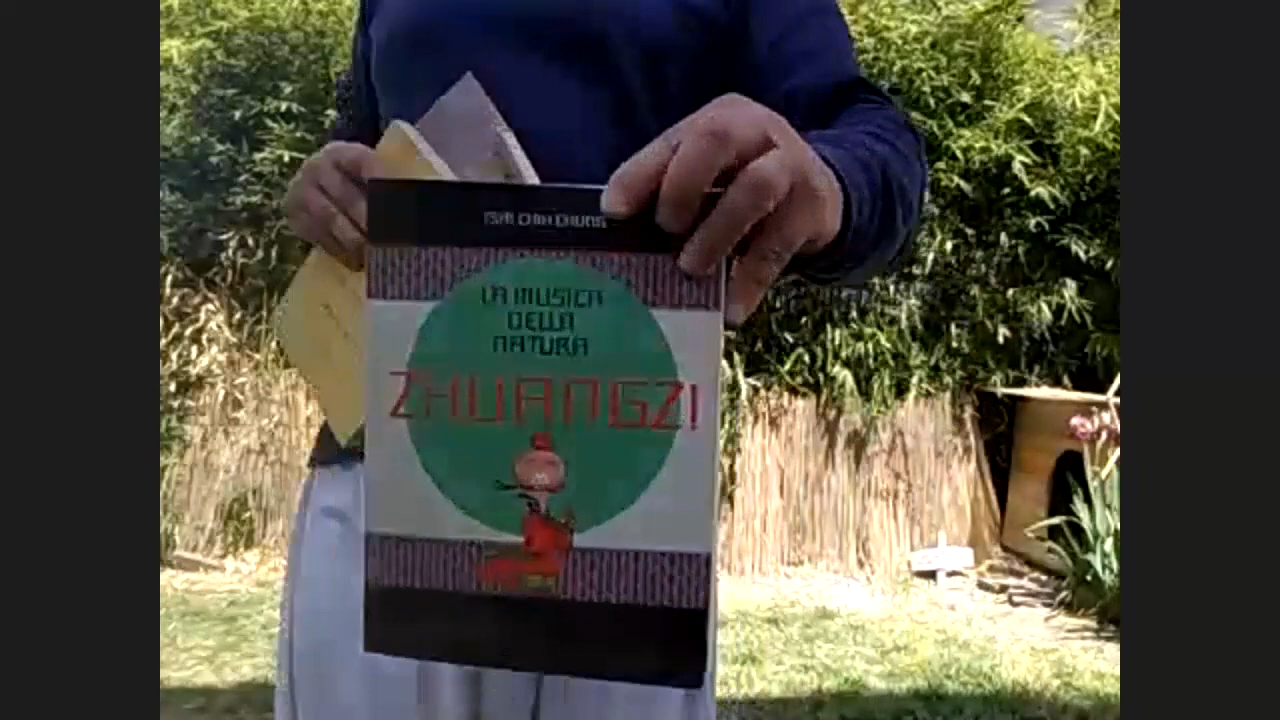 TSAI CHIH CHUNG
LA MUSICA
DELLA
NATURA
ZHUANGZI